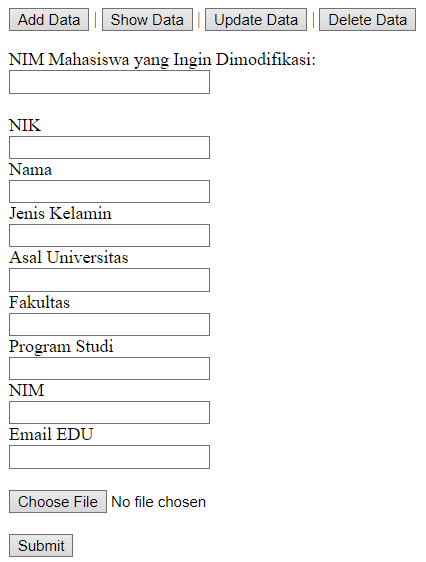 Add Data | Show Data | Update Data | Delete Data
NIM Mahasiswa yang Ingin Dimodifikasi:
NIK
Nama
Jenis Kelamin
Asal Universitas
Fakultas
Program Studi
NIM
Email EDU
Choose File No file chosen
Submit